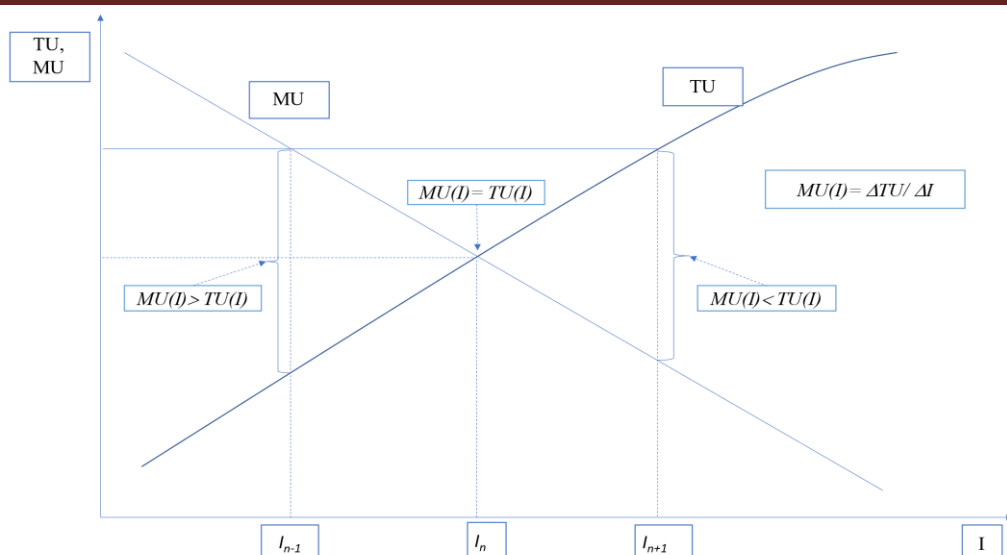 TU,
MU
MU
TU
MU(I)= TU(I)
MU(I)= ΔTU/ ΔI
MU(I)> TU(I)
MU(I)< TU(I)
Iₙ₋₁
Iₙ
Iₙ₊₁
I